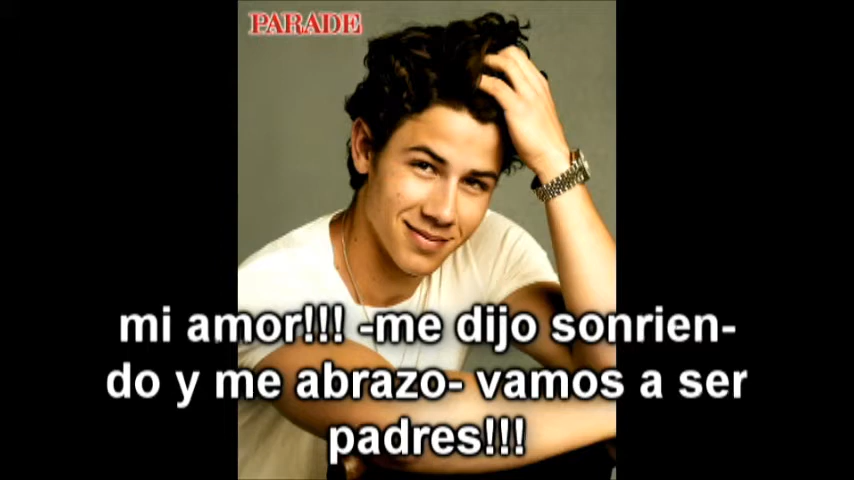 PARADE
mi amor!!! -me dijo sonrien-
do y me abrazo- vamos a ser
padres!!!